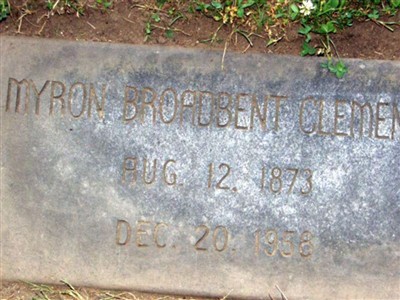 MYRON BROADBENT CLEMEN
AUG. 12. 1873
DEC. 20. 1958